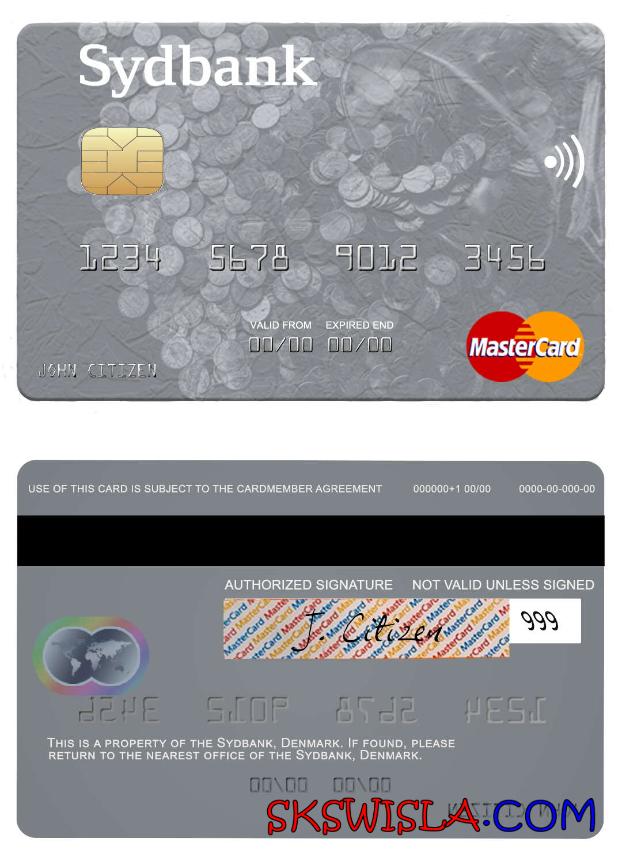 Sydbank
1234 5678 9012 3456
VALID FROM EXPIRED END
00/00 00/00
MasterCard
JOHN CITIZEN
USE OF THIS CARD IS SUBJECT TO THE CARDMEMBER AGREEMENT 000000+1 00/00 0000-00-000-00
AUTHORIZED SIGNATURE NOT VALID UNLESS SIGNED
J. Citizen
999
THIS IS A PROPERTY OF THE SYDBANK, DENMARK. IF FOUND, PLEASE
RETURN TO THE NEAREST OFFICE OF THE SYDBANK, DENMARK.
SKSWISLA.COM